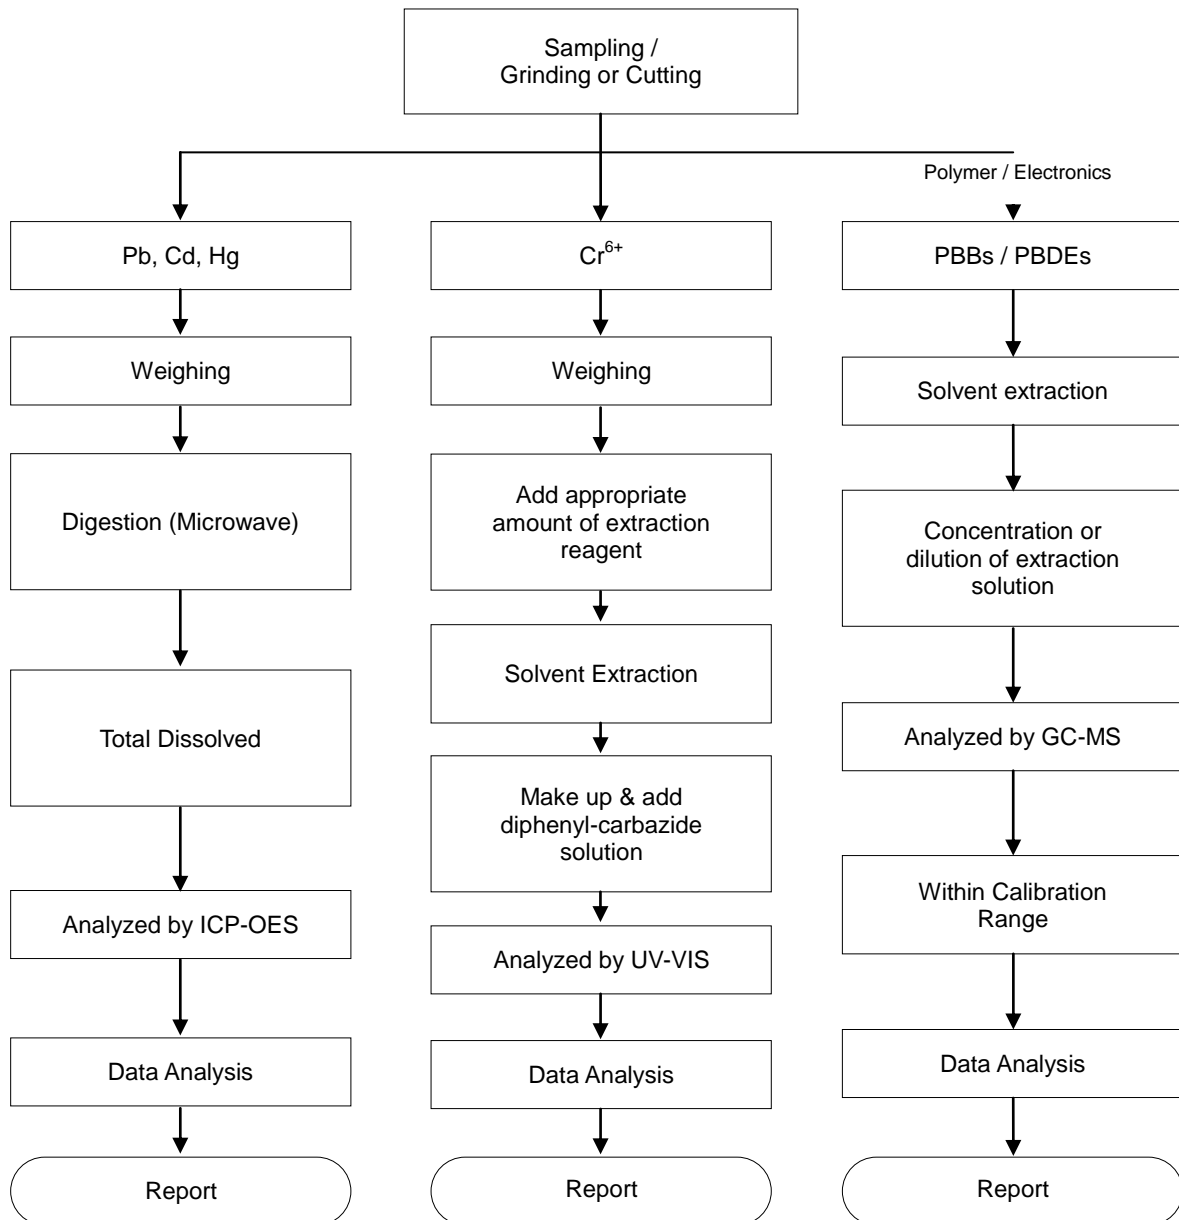 Sampling /
Grinding or Cutting
Polymer / Electronics
Pb, Cd, Hg
Weighing
Digestion (Microwave)
Total Dissolved
Analyzed by ICP-OES
Data Analysis
Report
Cr⁶⁺
Weighing
Add appropriate
amount of extraction
reagent
Solvent Extraction
Make up & add
diphenyl-carbazide
solution
Analyzed by UV-VIS
Data Analysis
Report
PBBs / PBDEs
Solvent extraction
Concentration or
dilution of extraction
solution
Analyzed by GC-MS
Within Calibration
Range
Data Analysis
Report